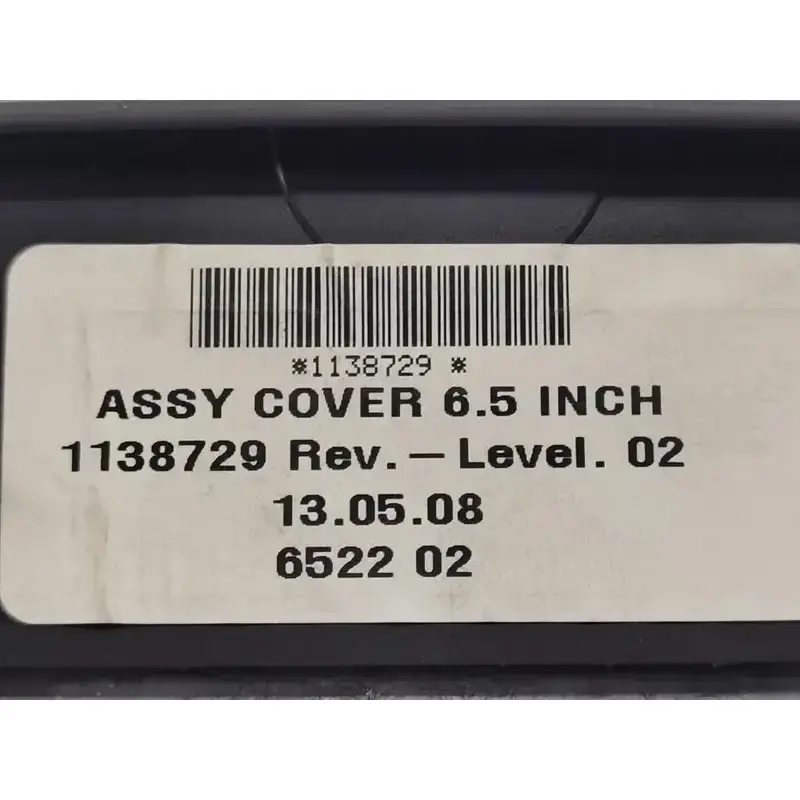 *1138729 *
ASSY COVER 6.5 INCH
1138729 Rev. – Level. 02
13.05.08
6522 02